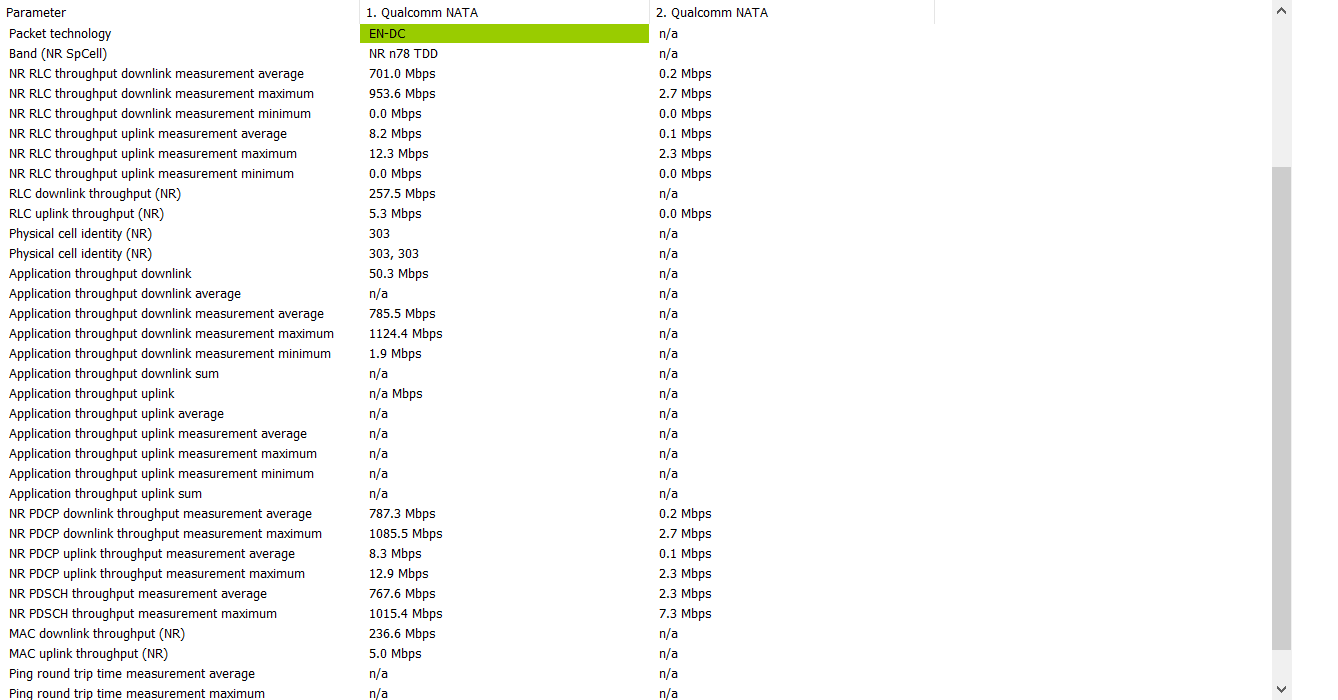 Parameter 1. Qualcomm NATA 2. Qualcomm NATA
Packet technology EN-DC n/a
Band (NR SpCell) NR n78 TDD n/a
NR RLC throughput downlink measurement average 701.0 Mbps 0.2 Mbps
NR RLC throughput downlink measurement maximum 953.6 Mbps 2.7 Mbps
NR RLC throughput downlink measurement minimum 0.0 Mbps 0.0 Mbps
NR RLC throughput uplink measurement average 8.2 Mbps 0.1 Mbps
NR RLC throughput uplink measurement maximum 12.3 Mbps 2.3 Mbps
NR RLC throughput uplink measurement minimum 0.0 Mbps 0.0 Mbps
RLC downlink throughput (NR) 257.5 Mbps n/a
RLC uplink throughput (NR) 5.3 Mbps 0.0 Mbps
Physical cell identity (NR) 303 n/a
Physical cell identity (NR) 303, 303 n/a
Application throughput downlink 50.3 Mbps n/a
Application throughput downlink average n/a n/a
Application throughput downlink measurement average 785.5 Mbps n/a
Application throughput downlink measurement maximum 1124.4 Mbps n/a
Application throughput downlink measurement minimum 1.9 Mbps n/a
Application throughput downlink sum n/a n/a
Application throughput uplink n/a Mbps n/a
Application throughput uplink average n/a n/a
Application throughput uplink measurement average n/a n/a
Application throughput uplink measurement maximum n/a n/a
Application throughput uplink measurement minimum n/a n/a
Application throughput uplink sum n/a n/a
NR PDCP downlink throughput measurement average 787.3 Mbps 0.2 Mbps
NR PDCP downlink throughput measurement maximum 1085.5 Mbps 2.7 Mbps
NR PDCP uplink throughput measurement average 8.3 Mbps 0.1 Mbps
NR PDCP uplink throughput measurement maximum 12.9 Mbps 2.3 Mbps
NR PDSCH throughput measurement average 767.6 Mbps 2.3 Mbps
NR PDSCH throughput measurement maximum 1015.4 Mbps 7.3 Mbps
MAC downlink throughput (NR) 236.6 Mbps n/a
MAC uplink throughput (NR) 5.0 Mbps n/a
Ping round trip time measurement average n/a n/a
Ping round trip time measurement maximum n/a n/a